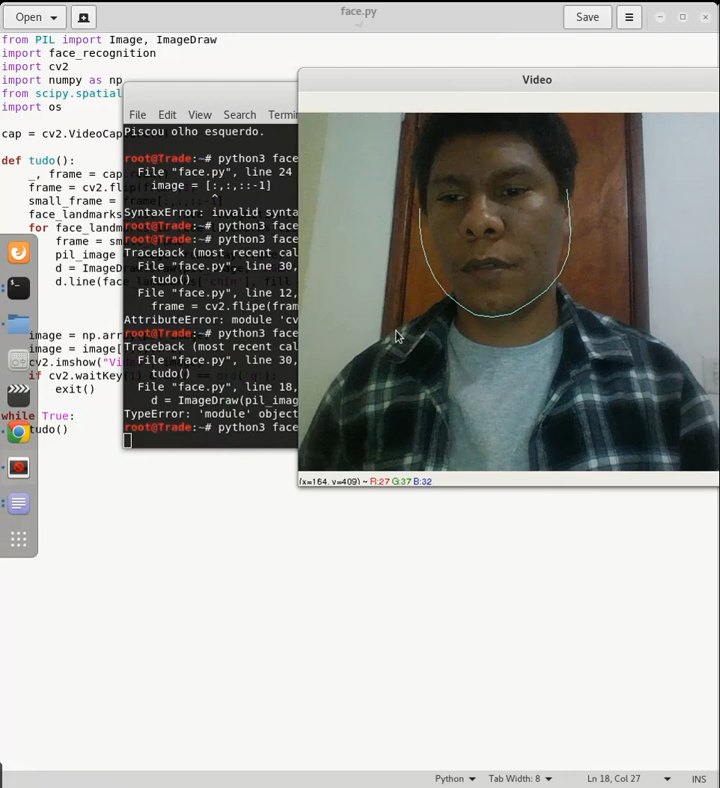 Open
face.py
~/
Save
from PIL import Image, ImageDraw
import face_recognition
import cv2
import numpy as np
from scipy.spatial
import os
cap = cv2.VideoCap
def tudo():
_, frame = cap.
frame = cv2.fli
small_frame =
face_landmarks
for face_landm
frame = sm
pil_image
d = ImageD
d.line(face_
image = np.arr
image = image[
cv2.imshow("Vi
if cv2.waitKey(
exit()
while True:
tudo()
File Edit View Search Termi
Piscou olho esquerdo.
root@Trade:~# python3 face
File "face.py", line 24
image = [:,:,::-1]
SyntaxError: invalid synta
root@Trade:~# python3 face
root@Trade:~# python3 face
Traceback (most recent cal
File "face.py", line 30,
tudo()
File "face.py", line 12,
frame = cv2.flipe(fram
AttributeError: module 'cv
root@Trade:~# python3 face
Traceback (most recent cal
File "face.py", line 30,
tudo()
File "face.py", line 18,
d = ImageDraw(pil_imag
TypeError: 'module' object
root@Trade:~# python3 face
Video
(x=164, y=409) ~ R:27 G:37 B:32
Python Tab Width: 8 Ln 18, Col 27 INS